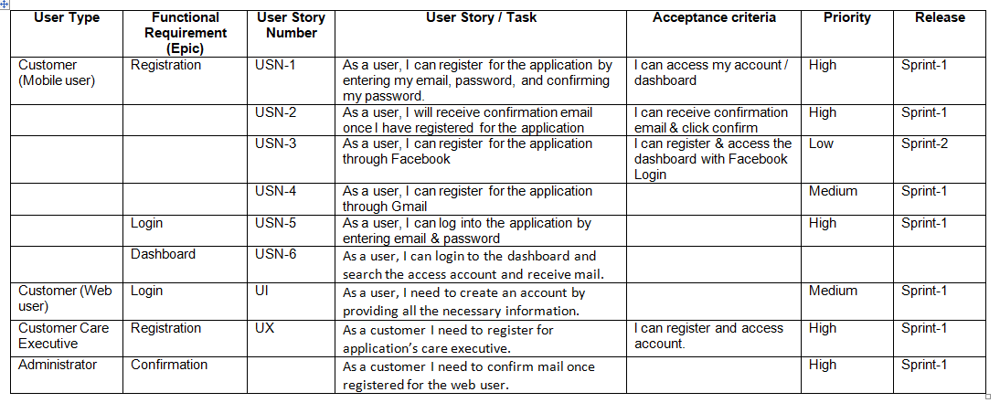 User Type Functional Requirement (Epic) User Story Number User Story / Task Acceptance criteria Priority Release
Customer (Mobile user) Registration USN-1 As a user, I can register for the application by entering my email, password, and confirming my password. I can access my account / dashboard High Sprint-1
USN-2 As a user, I will receive confirmation email once I have registered for the application I can receive confirmation email & click confirm High Sprint-1
USN-3 As a user, I can register for the application through Facebook I can register & access the dashboard with Facebook Login Low Sprint-2
USN-4 As a user, I can register for the application through Gmail Medium Sprint-1
Login USN-5 As a user, I can log into the application by entering email & password High Sprint-1
Dashboard USN-6 As a user, I can login to the dashboard and search the access account and receive mail.
Customer (Web user) Login UI As a user, I need to create an account by providing all the necessary information. Medium Sprint-1
Customer Care Executive Registration UX As a customer I need to register for application's care executive. I can register and access account. High Sprint-1
Administrator Confirmation As a customer I need to confirm mail once registered for the web user. High Sprint-1